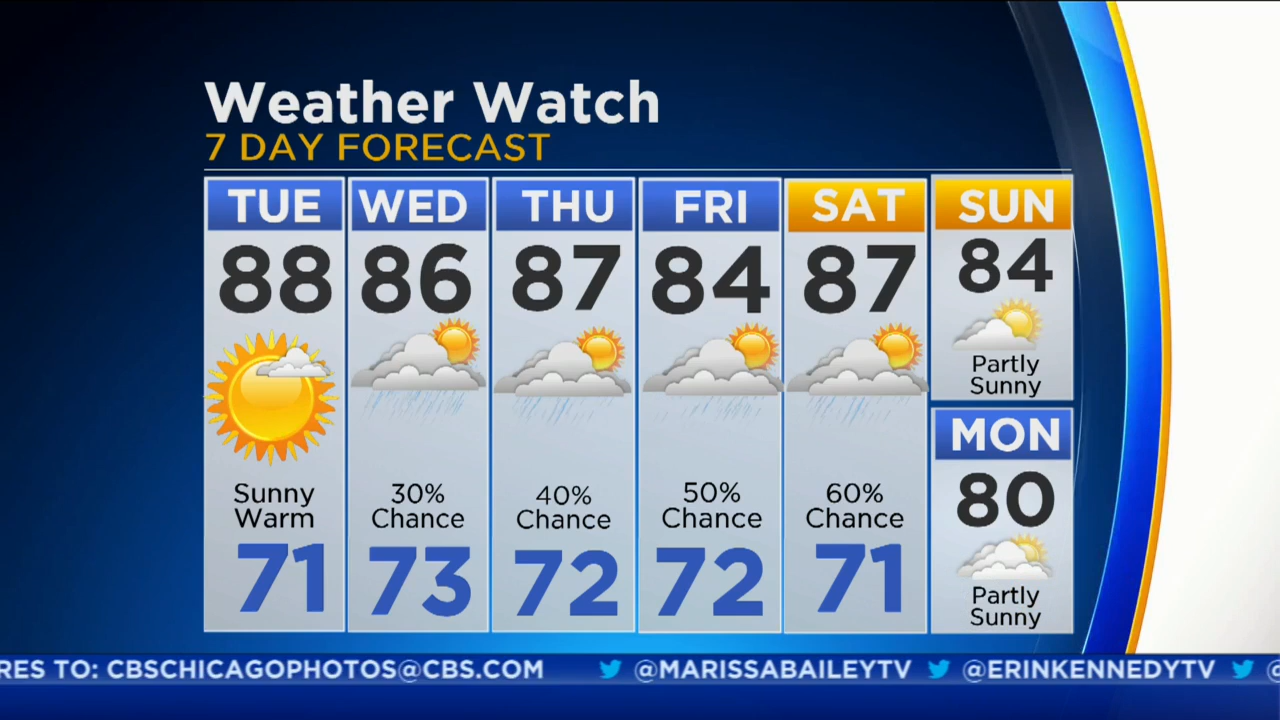 Weather Watch
7 DAY FORECAST
TUE
88
Sunny
Warm
71
WED
86
30%
Chance
73
THU
87
40%
Chance
72
FRI
84
50%
Chance
72
SAT
87
60%
Chance
71
SUN
84
Partly
Sunny
MON
80
Partly
Sunny
RES TO: CBSCHICAGOPHOTOS@CBS.COM @MARISSABAILEYTV @ERINKENNEDYTV @